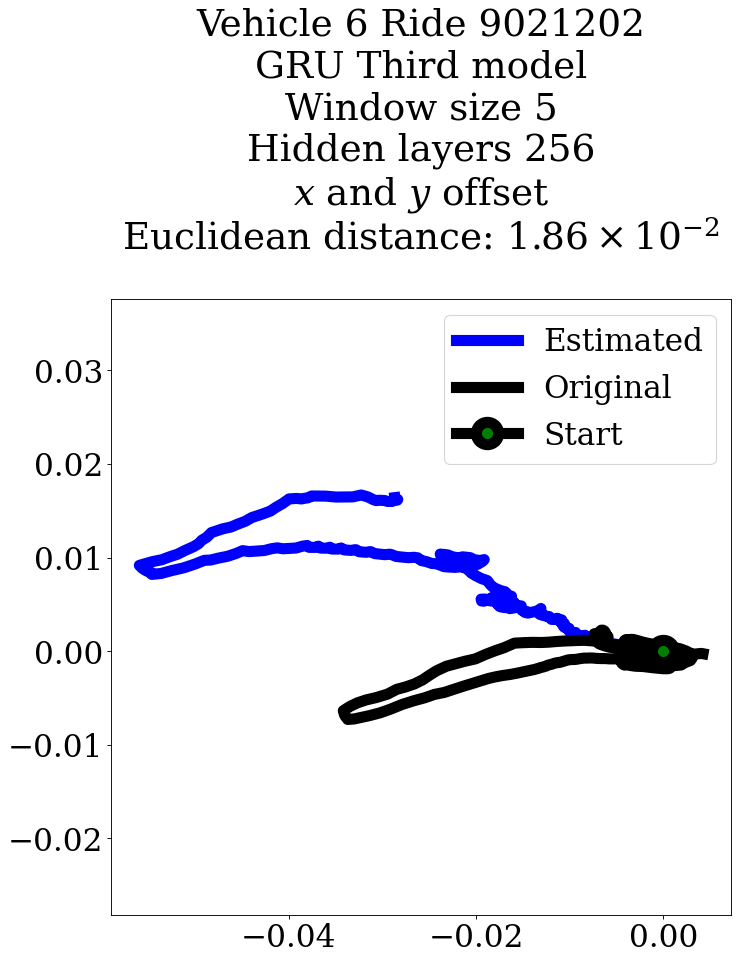 Vehicle 6 Ride 9021202
GRU Third model
Window size 5
Hidden layers 256
x and y offset
Euclidean distance: 1.86 × 10⁻²
Estimated
Original
Start
0.03
0.02
0.01
0.00
−0.01
−0.02
−0.04
−0.02
0.00